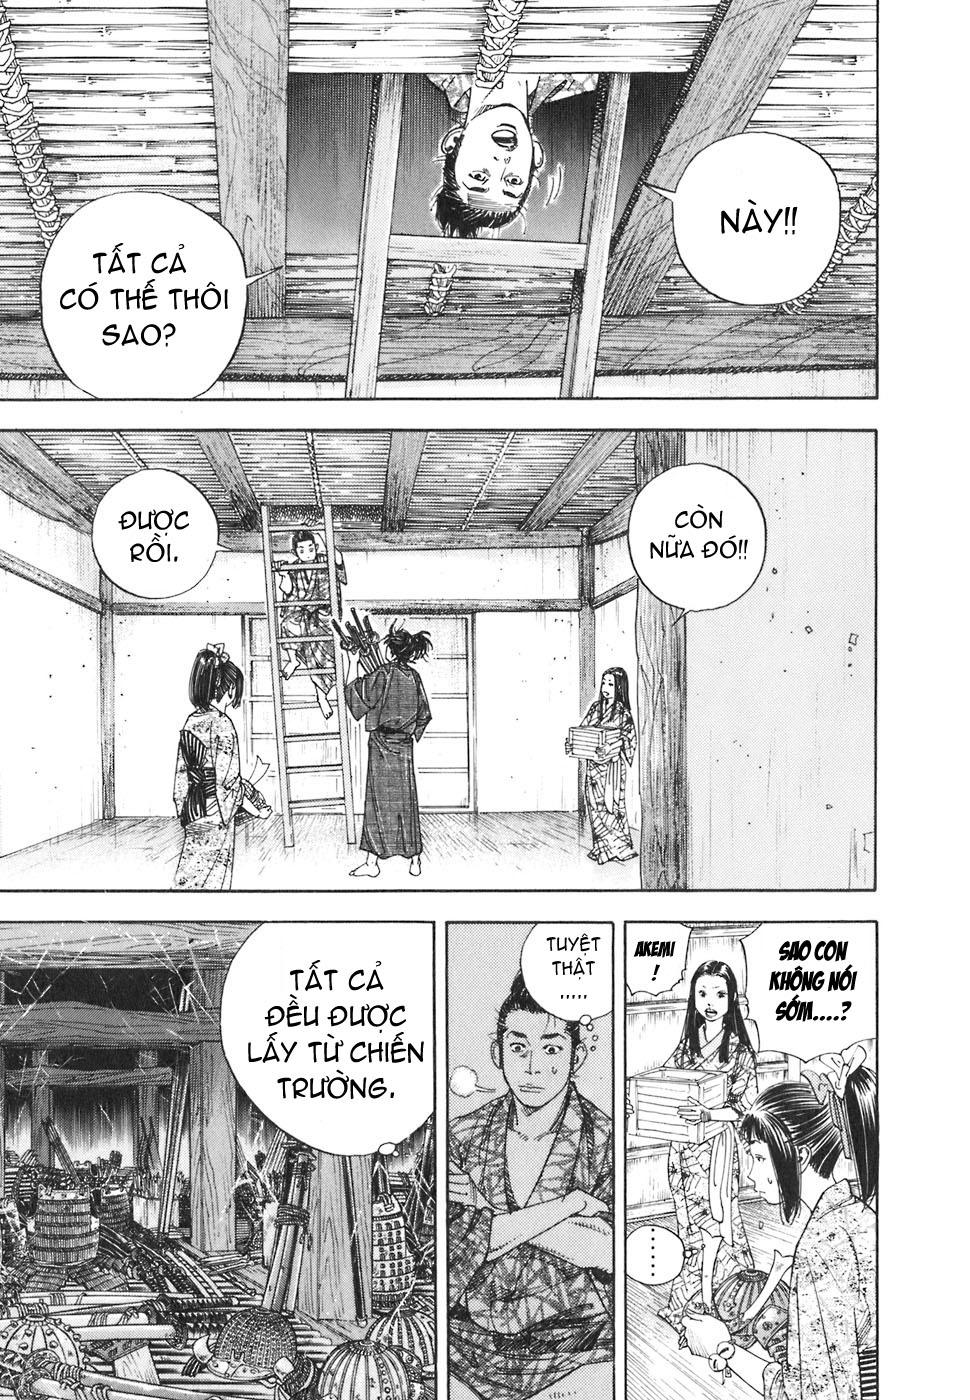 NÀY!!
TẤT CẢ
CÓ THẾ THÔI
SAO?
CÒN
NỮA ĐÓ!!
ĐƯỢC
RỒI.
SAO CON
KHÔNG NÓI
SỚM....?
AKEMI
!
......
TUYỆT
THẬT
.....
TẤT CẢ
ĐỀU ĐƯỢC
LẤY TỪ CHIẾN
TRƯỜNG.